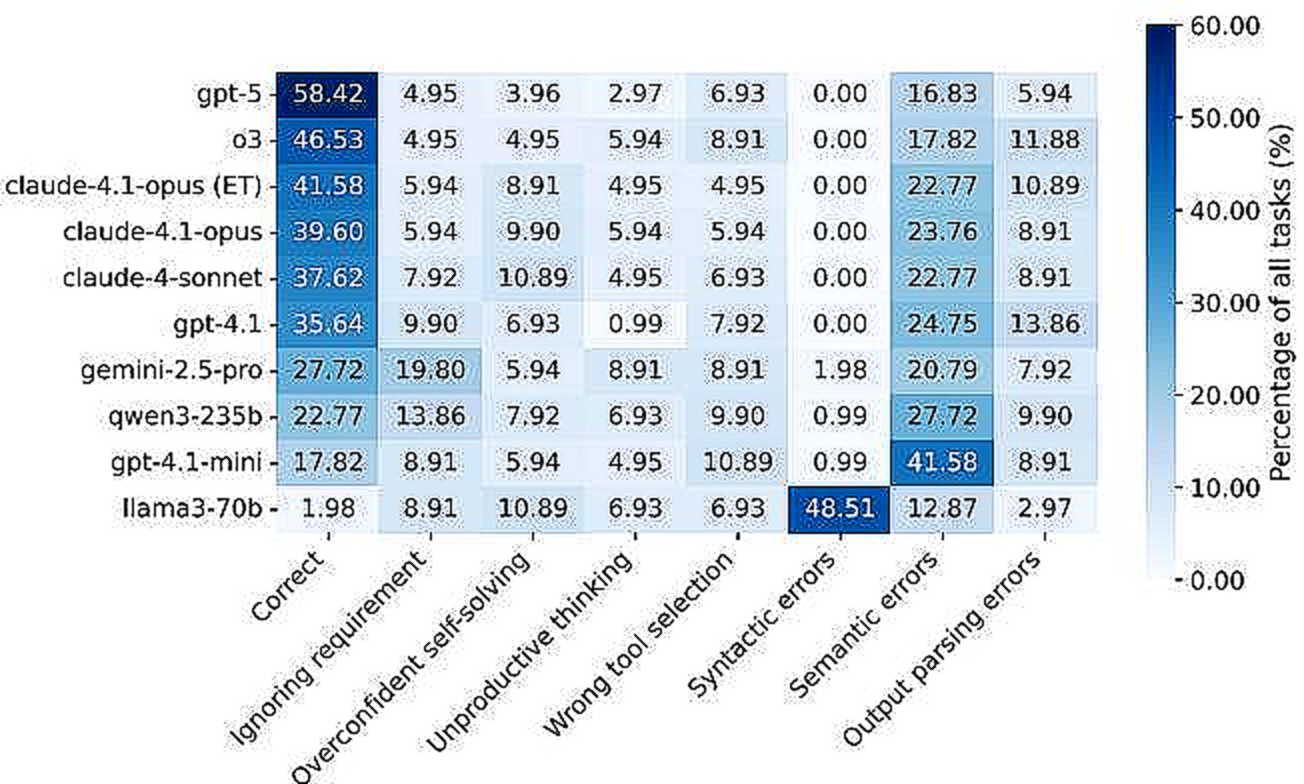 60.00
gpt-5 58.42 4.95 3.96 2.97 6.93 0.00 16.83 5.94
50.00
o3 46.53 4.95 4.95 5.94 8.91 0.00 17.82 11.88
claude-4.1-opus (ET) 41.58 5.94 8.91 4.95 4.95 0.00 22.77 10.89
40.00
claude-4.1-opus 39.60 5.94 9.90 5.94 5.94 0.00 23.76 8.91
claude-4-sonnet 37.62 7.92 10.89 4.95 6.93 0.00 22.77 8.91
30.00
gpt-4.1 35.64 9.90 6.93 0.99 7.92 0.00 24.75 13.86
gemini-2.5-pro 27.72 19.80 5.94 8.91 8.91 1.98 20.79 7.92
20.00
qwen3-235b 22.77 13.86 7.92 6.93 9.90 0.99 27.72 9.90
gpt-4.1-mini 17.82 8.91 5.94 4.95 10.89 0.99 41.58 8.91
10.00
llama3-70b 1.98 8.91 10.89 6.93 6.93 48.51 12.87 2.97
0.00
Percentage of all tasks (%)
Correct
Ignoring requirement
Overconfident self-solving
Unproductive thinking
Wrong tool selection
Syntactic errors
Semantic errors
Output parsing errors